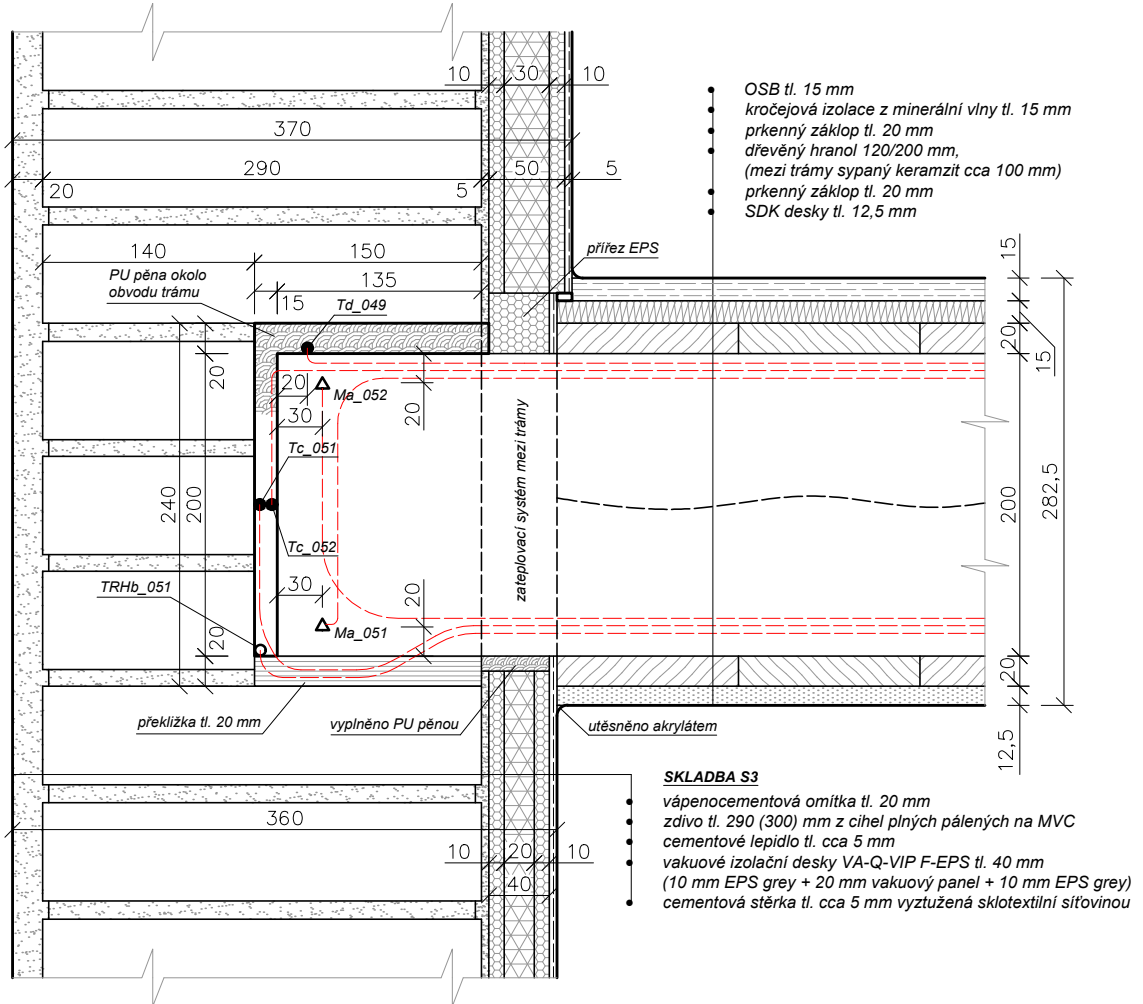 10
30
10
OSB tl. 15 mm
kročejová izolace z minerální vlny tl. 15 mm
prkenný záklop tl. 20 mm
dřevěný hranol 120/200 mm,
(mezi trámy sypaný keramzit cca 100 mm)
prkenný záklop tl. 20 mm
SDK desky tl. 12,5 mm
370
290
50
20
5
5
140
150
přířez EPS
PU pěna okolo
obvodu trámu
135
15
Td_049
15
20
15
20
20
Ma_052
30
20
Tc_051
240
200
zateplovací systém mezi trámy
200
282,5
Tc_052
TRHb_051
30
20
20
Ma_051
20
překližka tl. 20 mm
vyplněno PU pěnou
utěsněno akrylátem
12,5
SKLADBA S3
vápenocementová omítka tl. 20 mm
zdivo tl. 290 (300) mm z cihel plných pálených na MVC
cementové lepidlo tl. cca 5 mm
vakuové izolační desky VA-Q-VIP F-EPS tl. 40 mm
(10 mm EPS grey + 20 mm vakuový panel + 10 mm EPS grey)
cementová stěrka tl. cca 5 mm vyztužená sklotextilní síťovinou
360
10
20
10
40